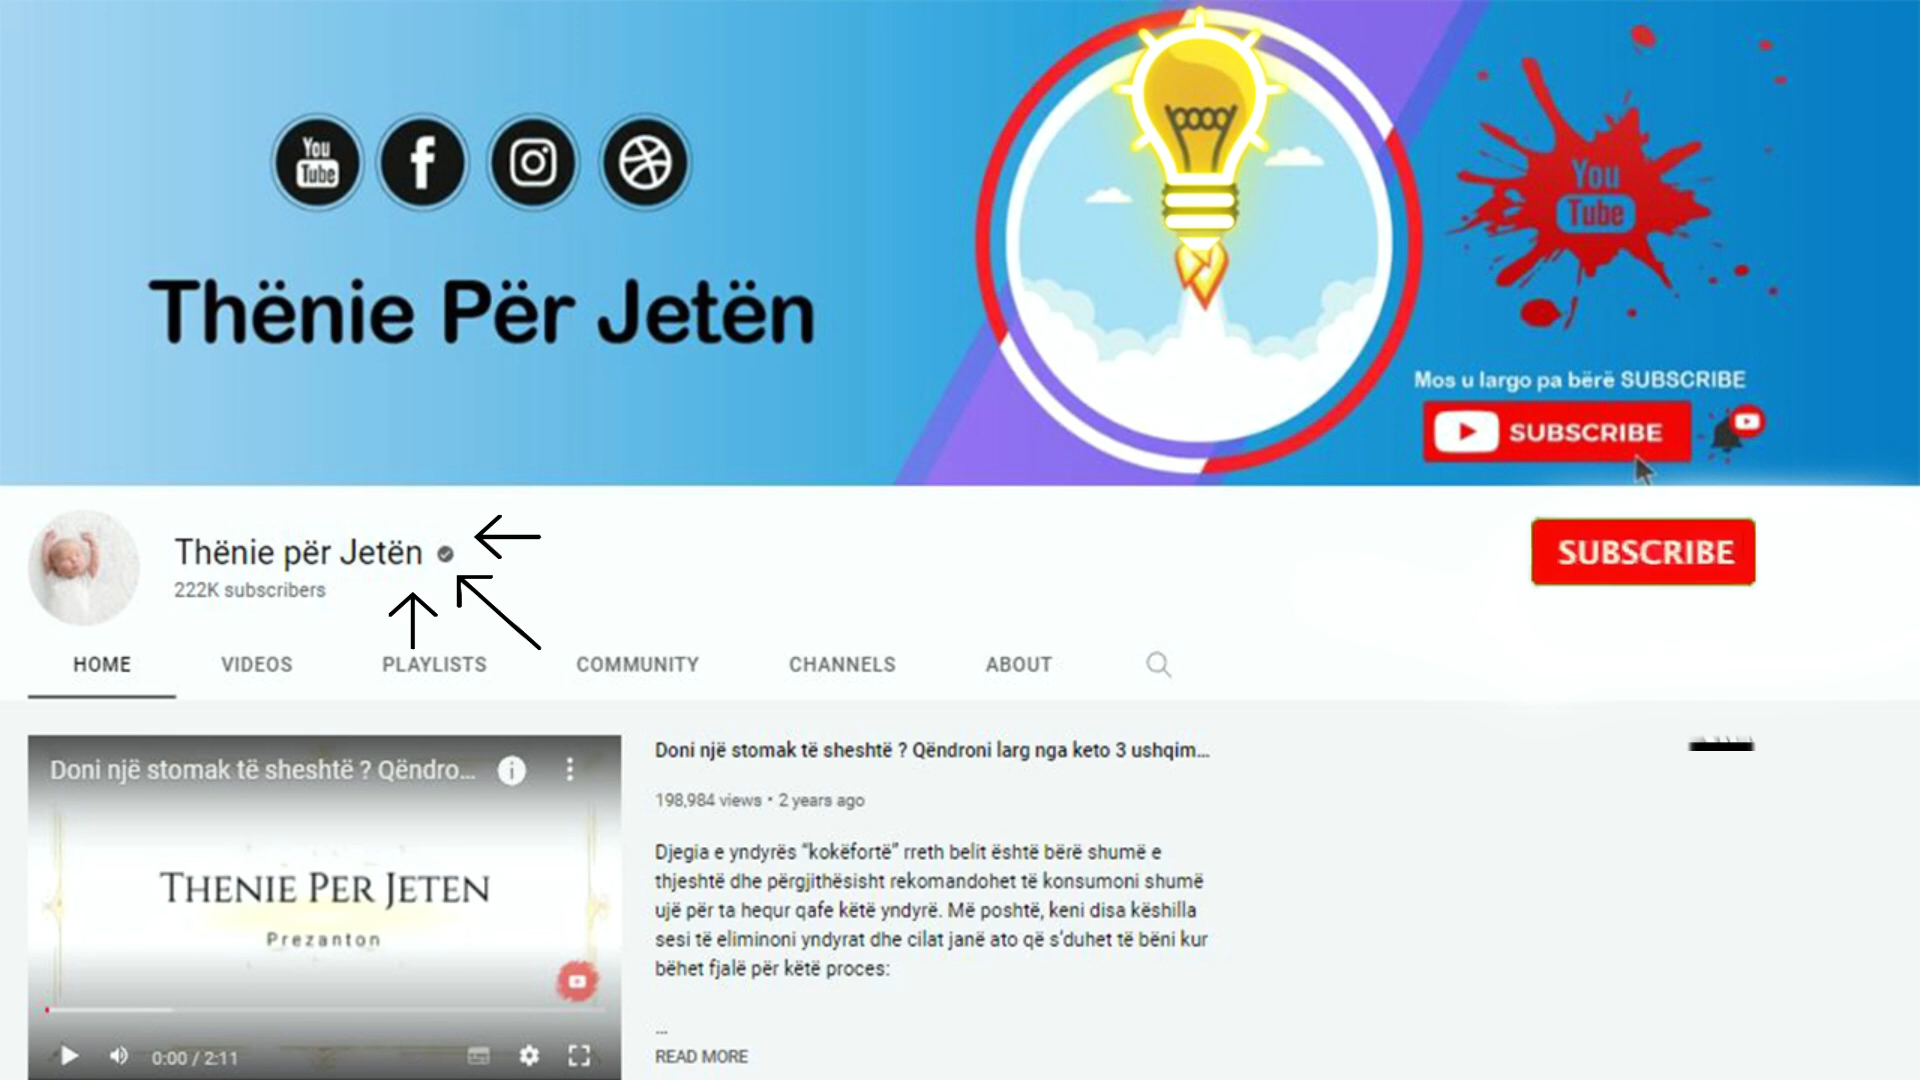 You
Tube
Thënie Për Jetën
You
Tube
Mos u largo pa bërë SUBSCRIBE
SUBSCRIBE
Thënie për Jetën
222K subscribers
SUBSCRIBE
HOME VIDEOS PLAYLISTS COMMUNITY CHANNELS ABOUT
Doni një stomak të sheshtë ? Qëndro...
THENIE PER JETEN
Prezanton
0:00 / 2:11
Doni një stomak të sheshtë ? Qëndroni larg nga keto 3 ushqim...
198,984 views • 2 years ago
Djegia e yndyrës “kokëfortë” rreth belit është bërë shumë e
thjeshtë dhe përgjithësisht rekomandohet të konsumoni shumë
ujë për ta hequr qafe këtë yndyrë. Më poshtë, keni disa këshilla
sesi të eliminoni yndyrat dhe cilat janë ato që s'duhet të bëni kur
bëhet fjalë për këtë proces:
...
READ MORE